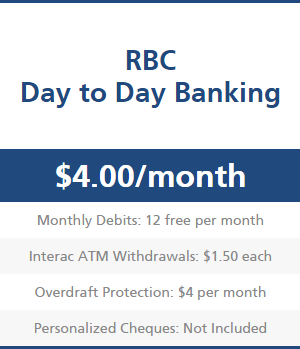 RBC
Day to Day Banking
$4.00/month
Monthly Debits: 12 free per month
Interac ATM Withdrawals: $1.50 each
Overdraft Protection: $4 per month
Personalized Cheques: Not Included